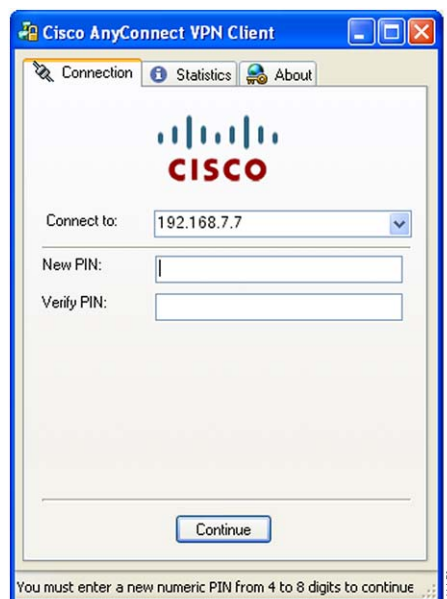 Cisco AnyConnect VPN Client
Connection Statistics About
CISCO
Connect to: 192.168.7.7
New PIN:
Verify PIN:
Continue
You must enter a new numeric PIN from 4 to 8 digits to continue